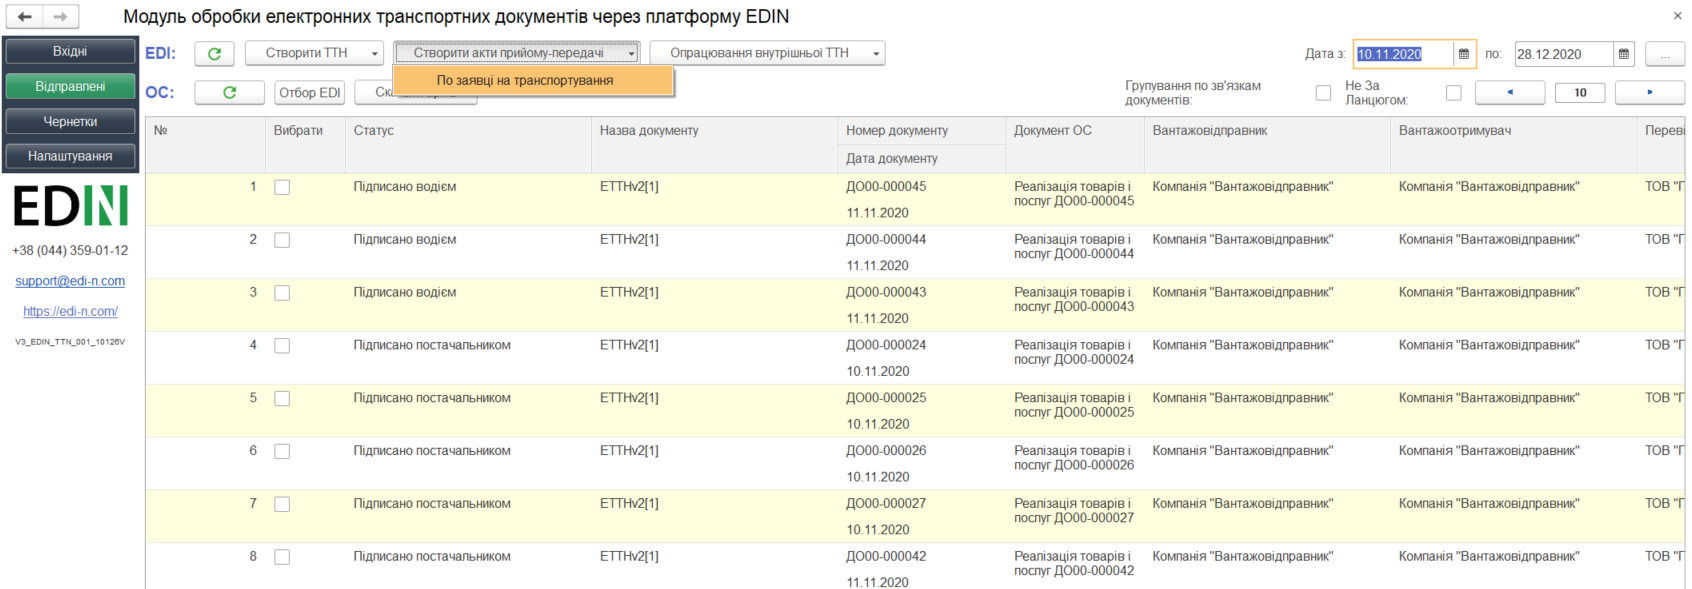 Модуль обробки електронних транспортних документів через платформу EDIN
×
Вхідні
Відправлені
Чернетки
Налаштування
EDIN
+38 (044) 359-01-12
support@edi-n.com
https://edi-n.com/
V3_EDIN_TTN_001_10126V
EDI: Створити ТТН Створити акти прийому-передачі Опрацювання внутрішньої ТТН Дата з: 10.11.2020 по: 28.12.2020 ...
По заявці на транспортування
ОС: Отбор EDI Групування по зв'язкам документів: Не За Ланцюгом: 10
№ Вибрати Статус Назва документу Номер документу Документ ОС Вантажовідправник Вантажоотримувач
Дата документу
1 Підписано водієм ЕТТНv2[1] ДО00-000045 Реалізація товарів і Компанія "Вантажовідправник" Компанія "Вантажовідправник" ТОВ
послуг ДО00-000045
11.11.2020
2 Підписано водієм ЕТТНv2[1] ДО00-000044 Реалізація товарів і Компанія "Вантажовідправник" Компанія "Вантажовідправник" ТОВ
послуг ДО00-000044
11.11.2020
3 Підписано водієм ЕТТНv2[1] ДО00-000043 Реалізація товарів і Компанія "Вантажовідправник" Компанія "Вантажовідправник" ТОВ
послуг ДО00-000043
11.11.2020
4 Підписано постачальником ЕТТНv2[1] ДО00-000024 Реалізація товарів і Компанія "Вантажовідправник" Компанія "Вантажовідправник" ТОВ
послуг ДО00-000024
10.11.2020
5 Підписано постачальником ЕТТНv2[1] ДО00-000025 Реалізація товарів і Компанія "Вантажовідправник" Компанія "Вантажовідправник" ТОВ
послуг ДО00-000025
10.11.2020
6 Підписано постачальником ЕТТНv2[1] ДО00-000026 Реалізація товарів і Компанія "Вантажовідправник" Компанія "Вантажовідправник" ТОВ
послуг ДО00-000026
10.11.2020
7 Підписано постачальником ЕТТНv2[1] ДО00-000027 Реалізація товарів і Компанія "Вантажовідправник" Компанія "Вантажовідправник" ТОВ
послуг ДО00-000027
10.11.2020
8 Підписано постачальником ЕТТНv2[1] ДО00-000042 Реалізація товарів і Компанія "Вантажовідправник" Компанія "Вантажовідправник" ТОВ
послуг ДО00-000042
11.11.2020